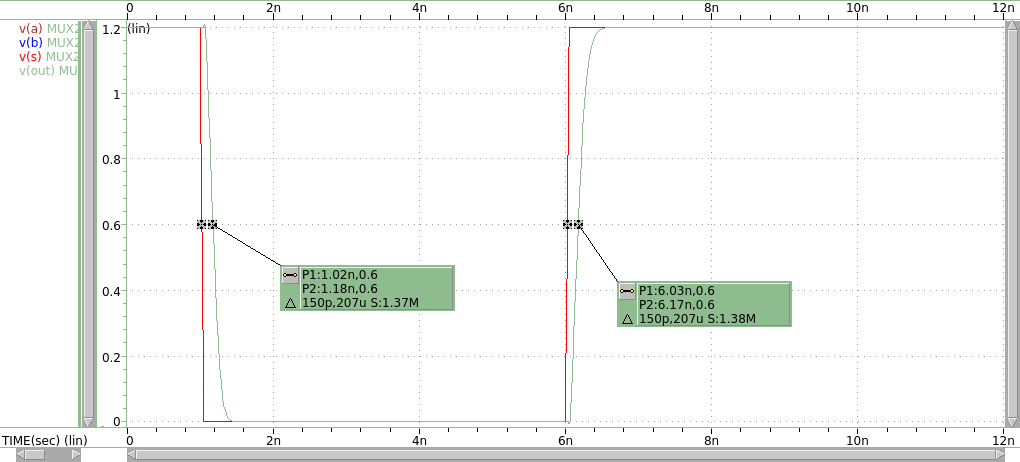 0 2n 4n 6n 8n 10n 12n
v(a) MUX2
v(b) MUX2
v(s) MUX2
v(out) MU
(lin)
1.2
1
0.8
0.6
0.4
0.2
0
P1:1.02n,0.6
P2:1.18n,0.6
150p,207u S:1.37M
P1:6.03n,0.6
P2:6.17n,0.6
150p,207u S:1.38M
TIME(sec) (lin) 0 2n 4n 6n 8n 10n 12n